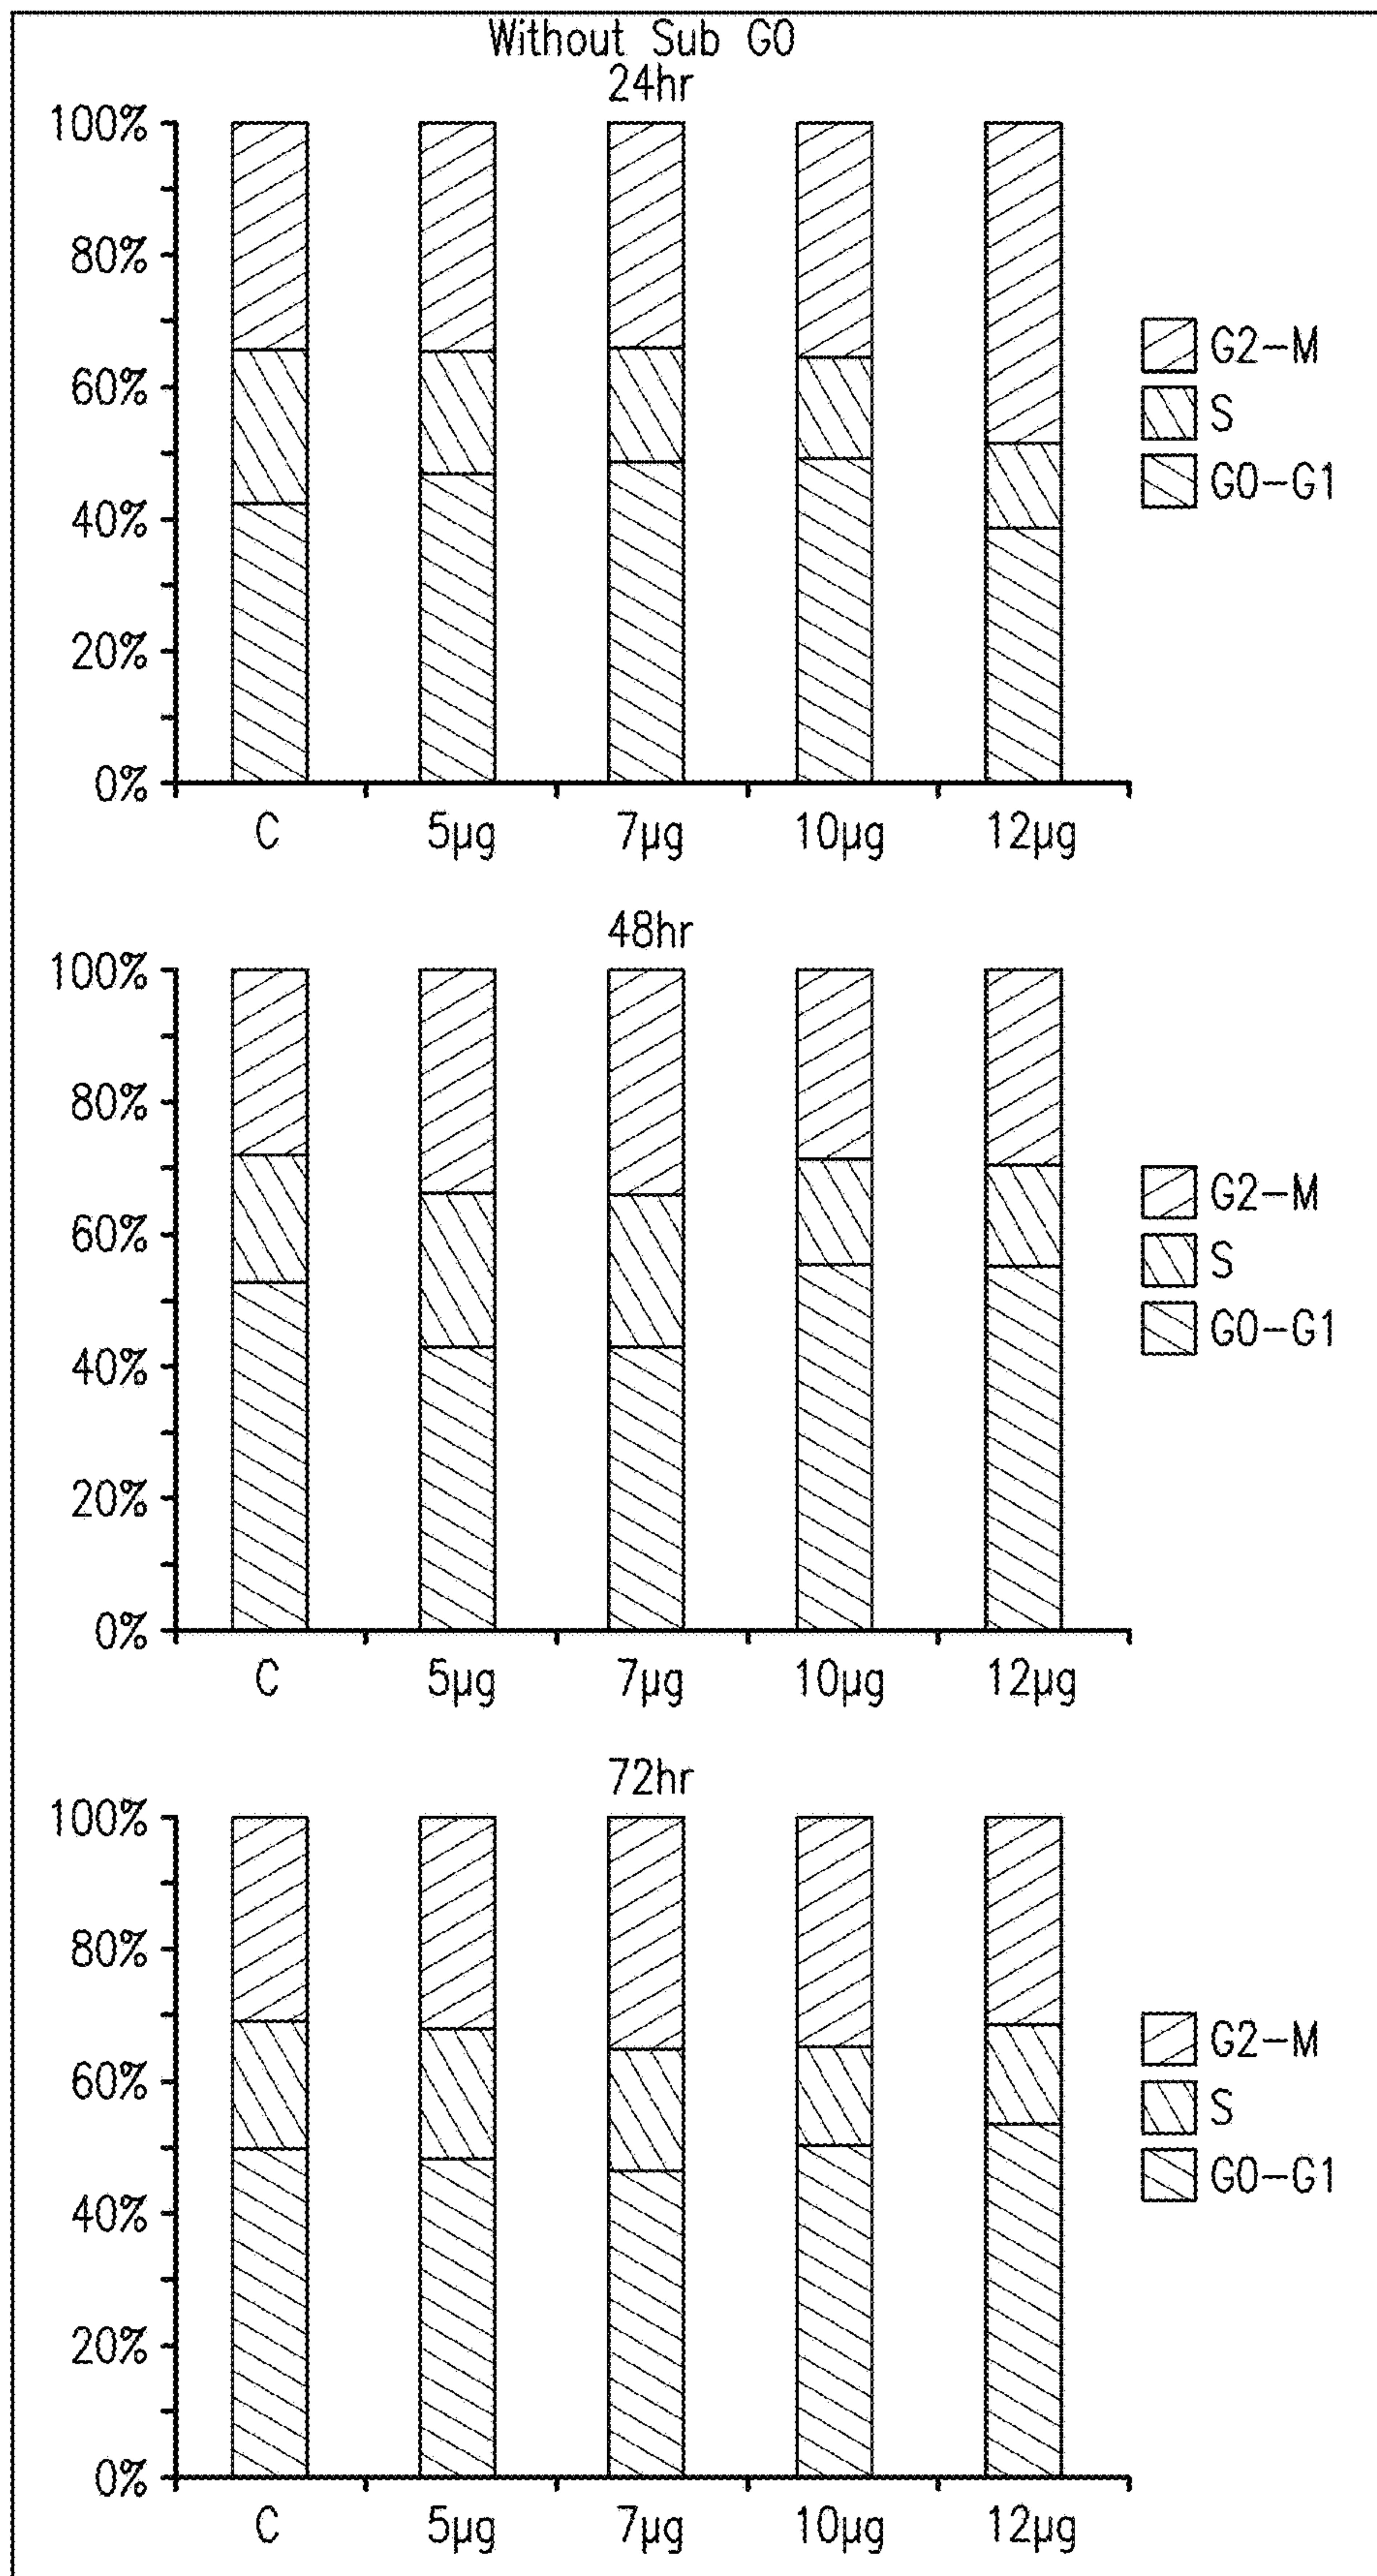 Without Sub G0
24hr
100%
80%
60%
40%
20%
0%
C 5µg 7µg 10µg 12µg
G2-M
S
G0-G1
48hr
100%
80%
60%
40%
20%
0%
C 5µg 7µg 10µg 12µg
G2-M
S
G0-G1
72hr
100%
80%
60%
40%
20%
0%
C 5µg 7µg 10µg 12µg
G2-M
S
G0-G1